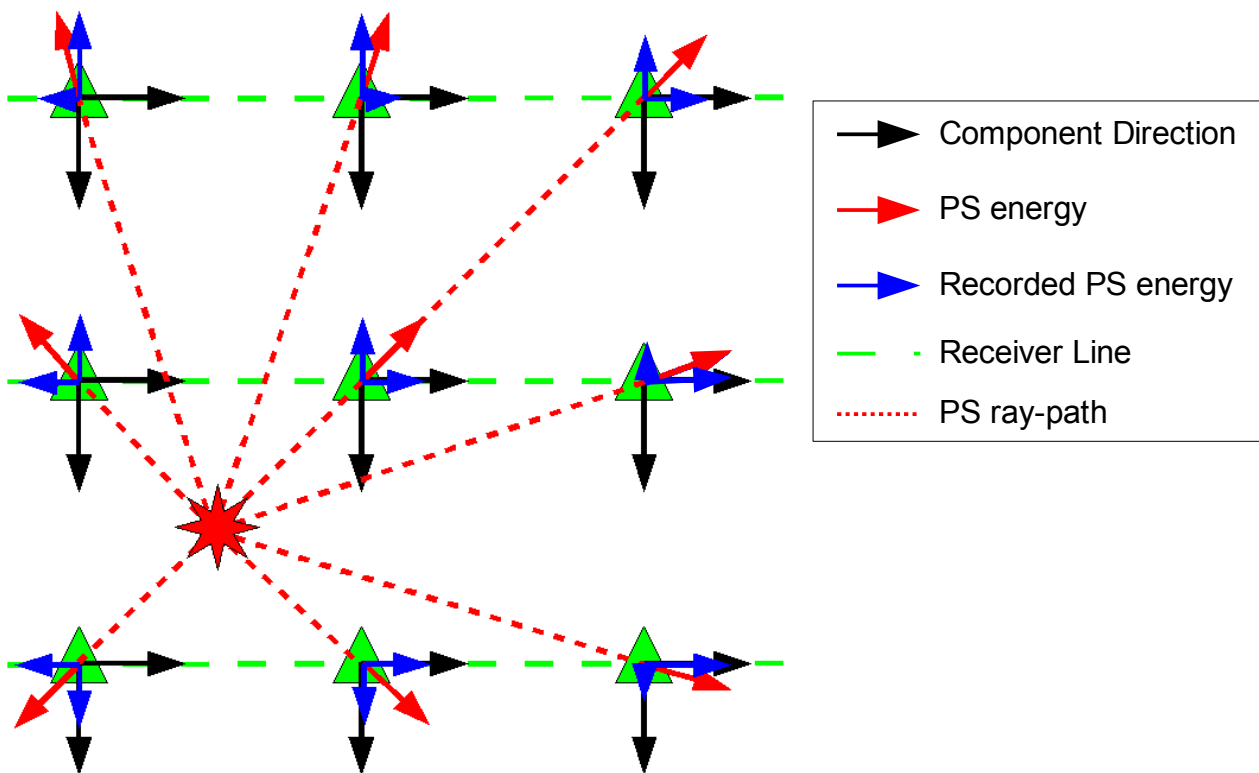 Component Direction
PS energy
Recorded PS energy
Receiver Line
PS ray-path